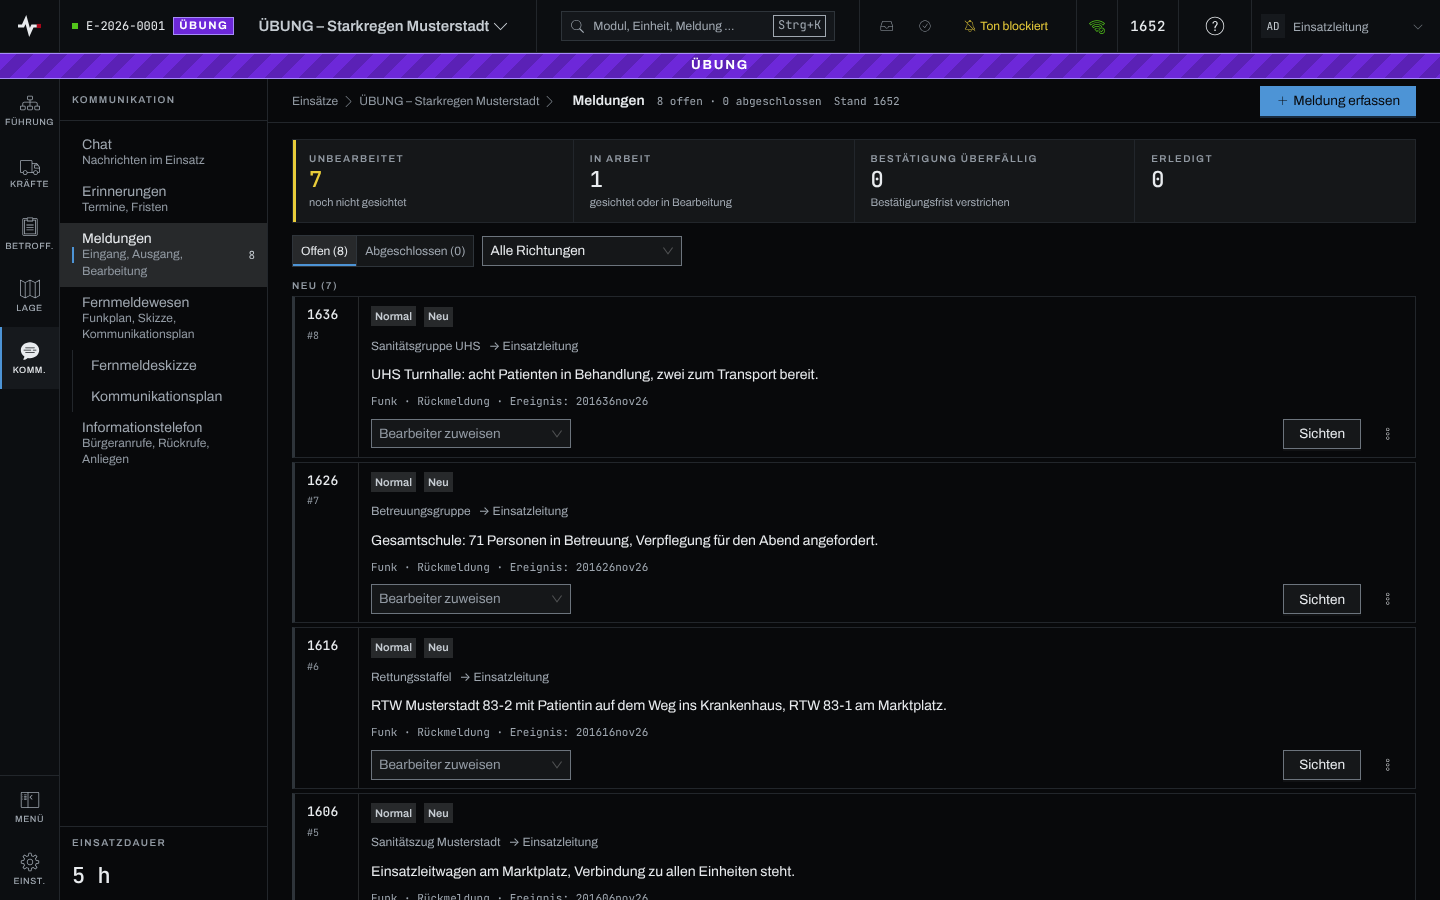 E-2026-0001 ÜBUNG ÜBUNG – Starkregen Musterstadt Modul, Einheit, Meldung ... Strg+K Ton blockiert 1652 ? AD Einsatzleitung
ÜBUNG
FÜHRUNG
KRÄFTE
BETROFF.
LAGE
KOMM.
MENÜ
EINST.
KOMMUNIKATION
Chat
Nachrichten im Einsatz
Erinnerungen
Termine, Fristen
Meldungen
Eingang, Ausgang,
Bearbeitung
8
Fernmeldewesen
Funkplan, Skizze,
Kommunikationsplan
Fernmeldeskizze
Kommunikationsplan
Informationstelefon
Bürgeranrufe, Rückrufe,
Anliegen
EINSATZDAUER
5 h
Einsätze ÜBUNG – Starkregen Musterstadt Meldungen 8 offen · 0 abgeschlossen Stand 1652
+ Meldung erfassen
UNBEARBEITET
7
noch nicht gesichtet
IN ARBEIT
1
gesichtet oder in Bearbeitung
BESTÄTIGUNG ÜBERFÄLLIG
0
Bestätigungsfrist verstrichen
ERLEDIGT
0
Offen (8) Abgeschlossen (0) Alle Richtungen
NEU (7)
1636 Normal Neu
#8
Sanitätsgruppe UHS → Einsatzleitung
UHS Turnhalle: acht Patienten in Behandlung, zwei zum Transport bereit.
Funk · Rückmeldung · Ereignis: 201636nov26
Bearbeiter zuweisen Sichten
1626 Normal Neu
#7
Betreuungsgruppe → Einsatzleitung
Gesamtschule: 71 Personen in Betreuung, Verpflegung für den Abend angefordert.
Funk · Rückmeldung · Ereignis: 201626nov26
Bearbeiter zuweisen Sichten
1616 Normal Neu
#6
Rettungsstaffel → Einsatzleitung
RTW Musterstadt 83-2 mit Patientin auf dem Weg ins Krankenhaus, RTW 83-1 am Marktplatz.
Funk · Rückmeldung · Ereignis: 201616nov26
Bearbeiter zuweisen Sichten
1606 Normal Neu
#5
Sanitätszug Musterstadt → Einsatzleitung
Einsatzleitwagen am Marktplatz, Verbindung zu allen Einheiten steht.
Funk · Rückmeldung · Ereignis: 201606nov26